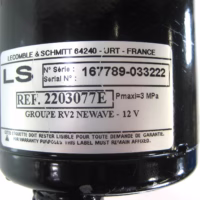 LECOMBLE & SCHMITT 64240 - URT - FRANCE
LS
N° Série :
Serial N° :
167789-033222
REF. 2203077E
Pmaxi=3 MPa
GROUPE RV2 NEWAVE - 12 V